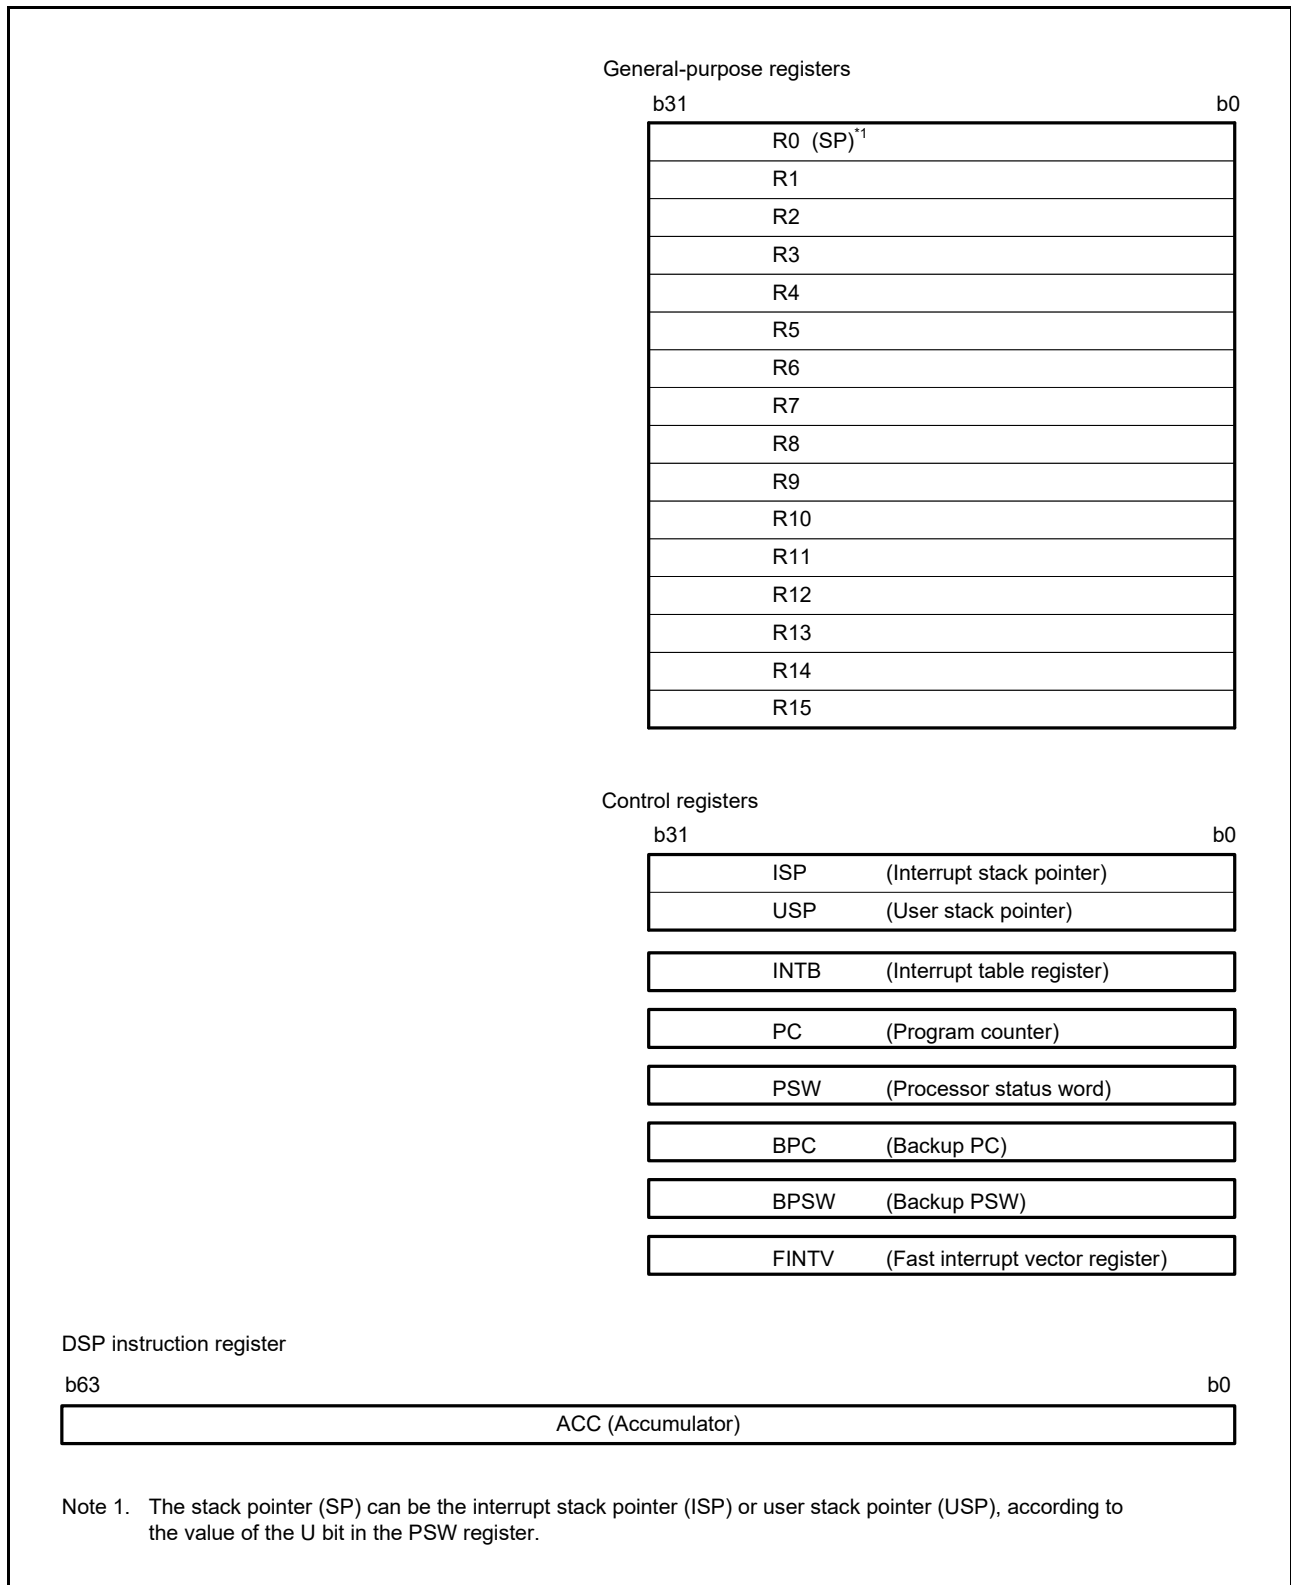 General-purpose registers
b31 b0
R0 (SP)*1
R1
R2
R3
R4
R5
R6
R7
R8
R9
R10
R11
R12
R13
R14
R15
Control registers
b31 b0
ISP (Interrupt stack pointer)
USP (User stack pointer)
INTB (Interrupt table register)
PC (Program counter)
PSW (Processor status word)
BPC (Backup PC)
BPSW (Backup PSW)
FINTV (Fast interrupt vector register)
DSP instruction register
b63 b0
ACC (Accumulator)
Note 1. The stack pointer (SP) can be the interrupt stack pointer (ISP) or user stack pointer (USP), according to
the value of the U bit in the PSW register.